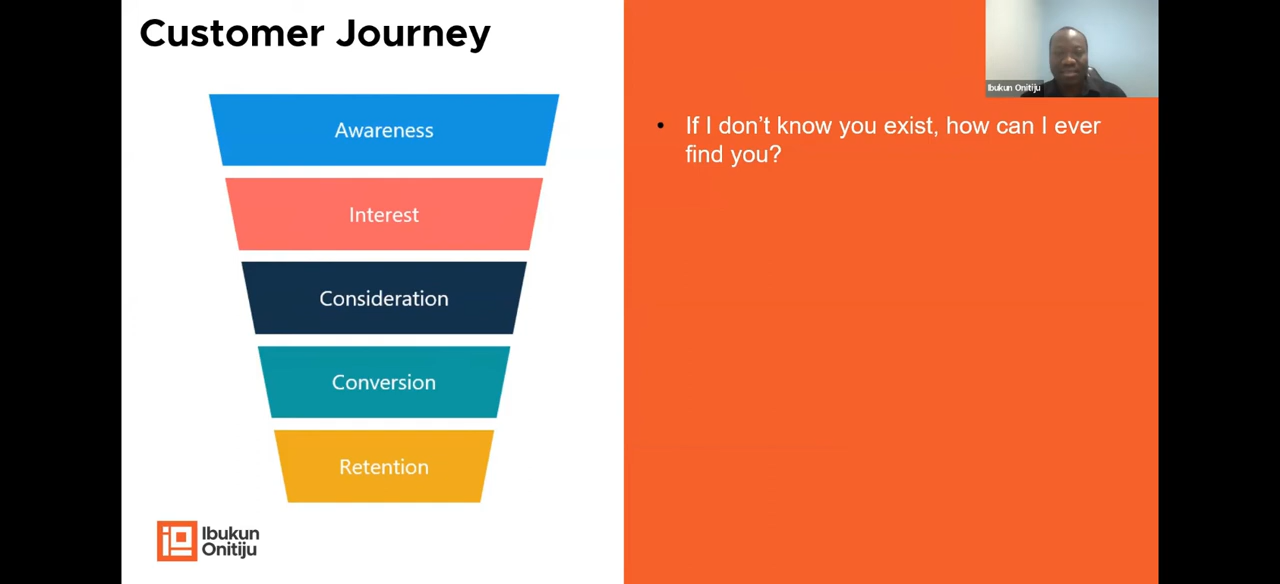 Customer Journey
Awareness
Interest
Consideration
Conversion
Retention
Ibukun
Onitiju
• If I don't know you exist, how can I ever
find you?
Ibukun Onitiju